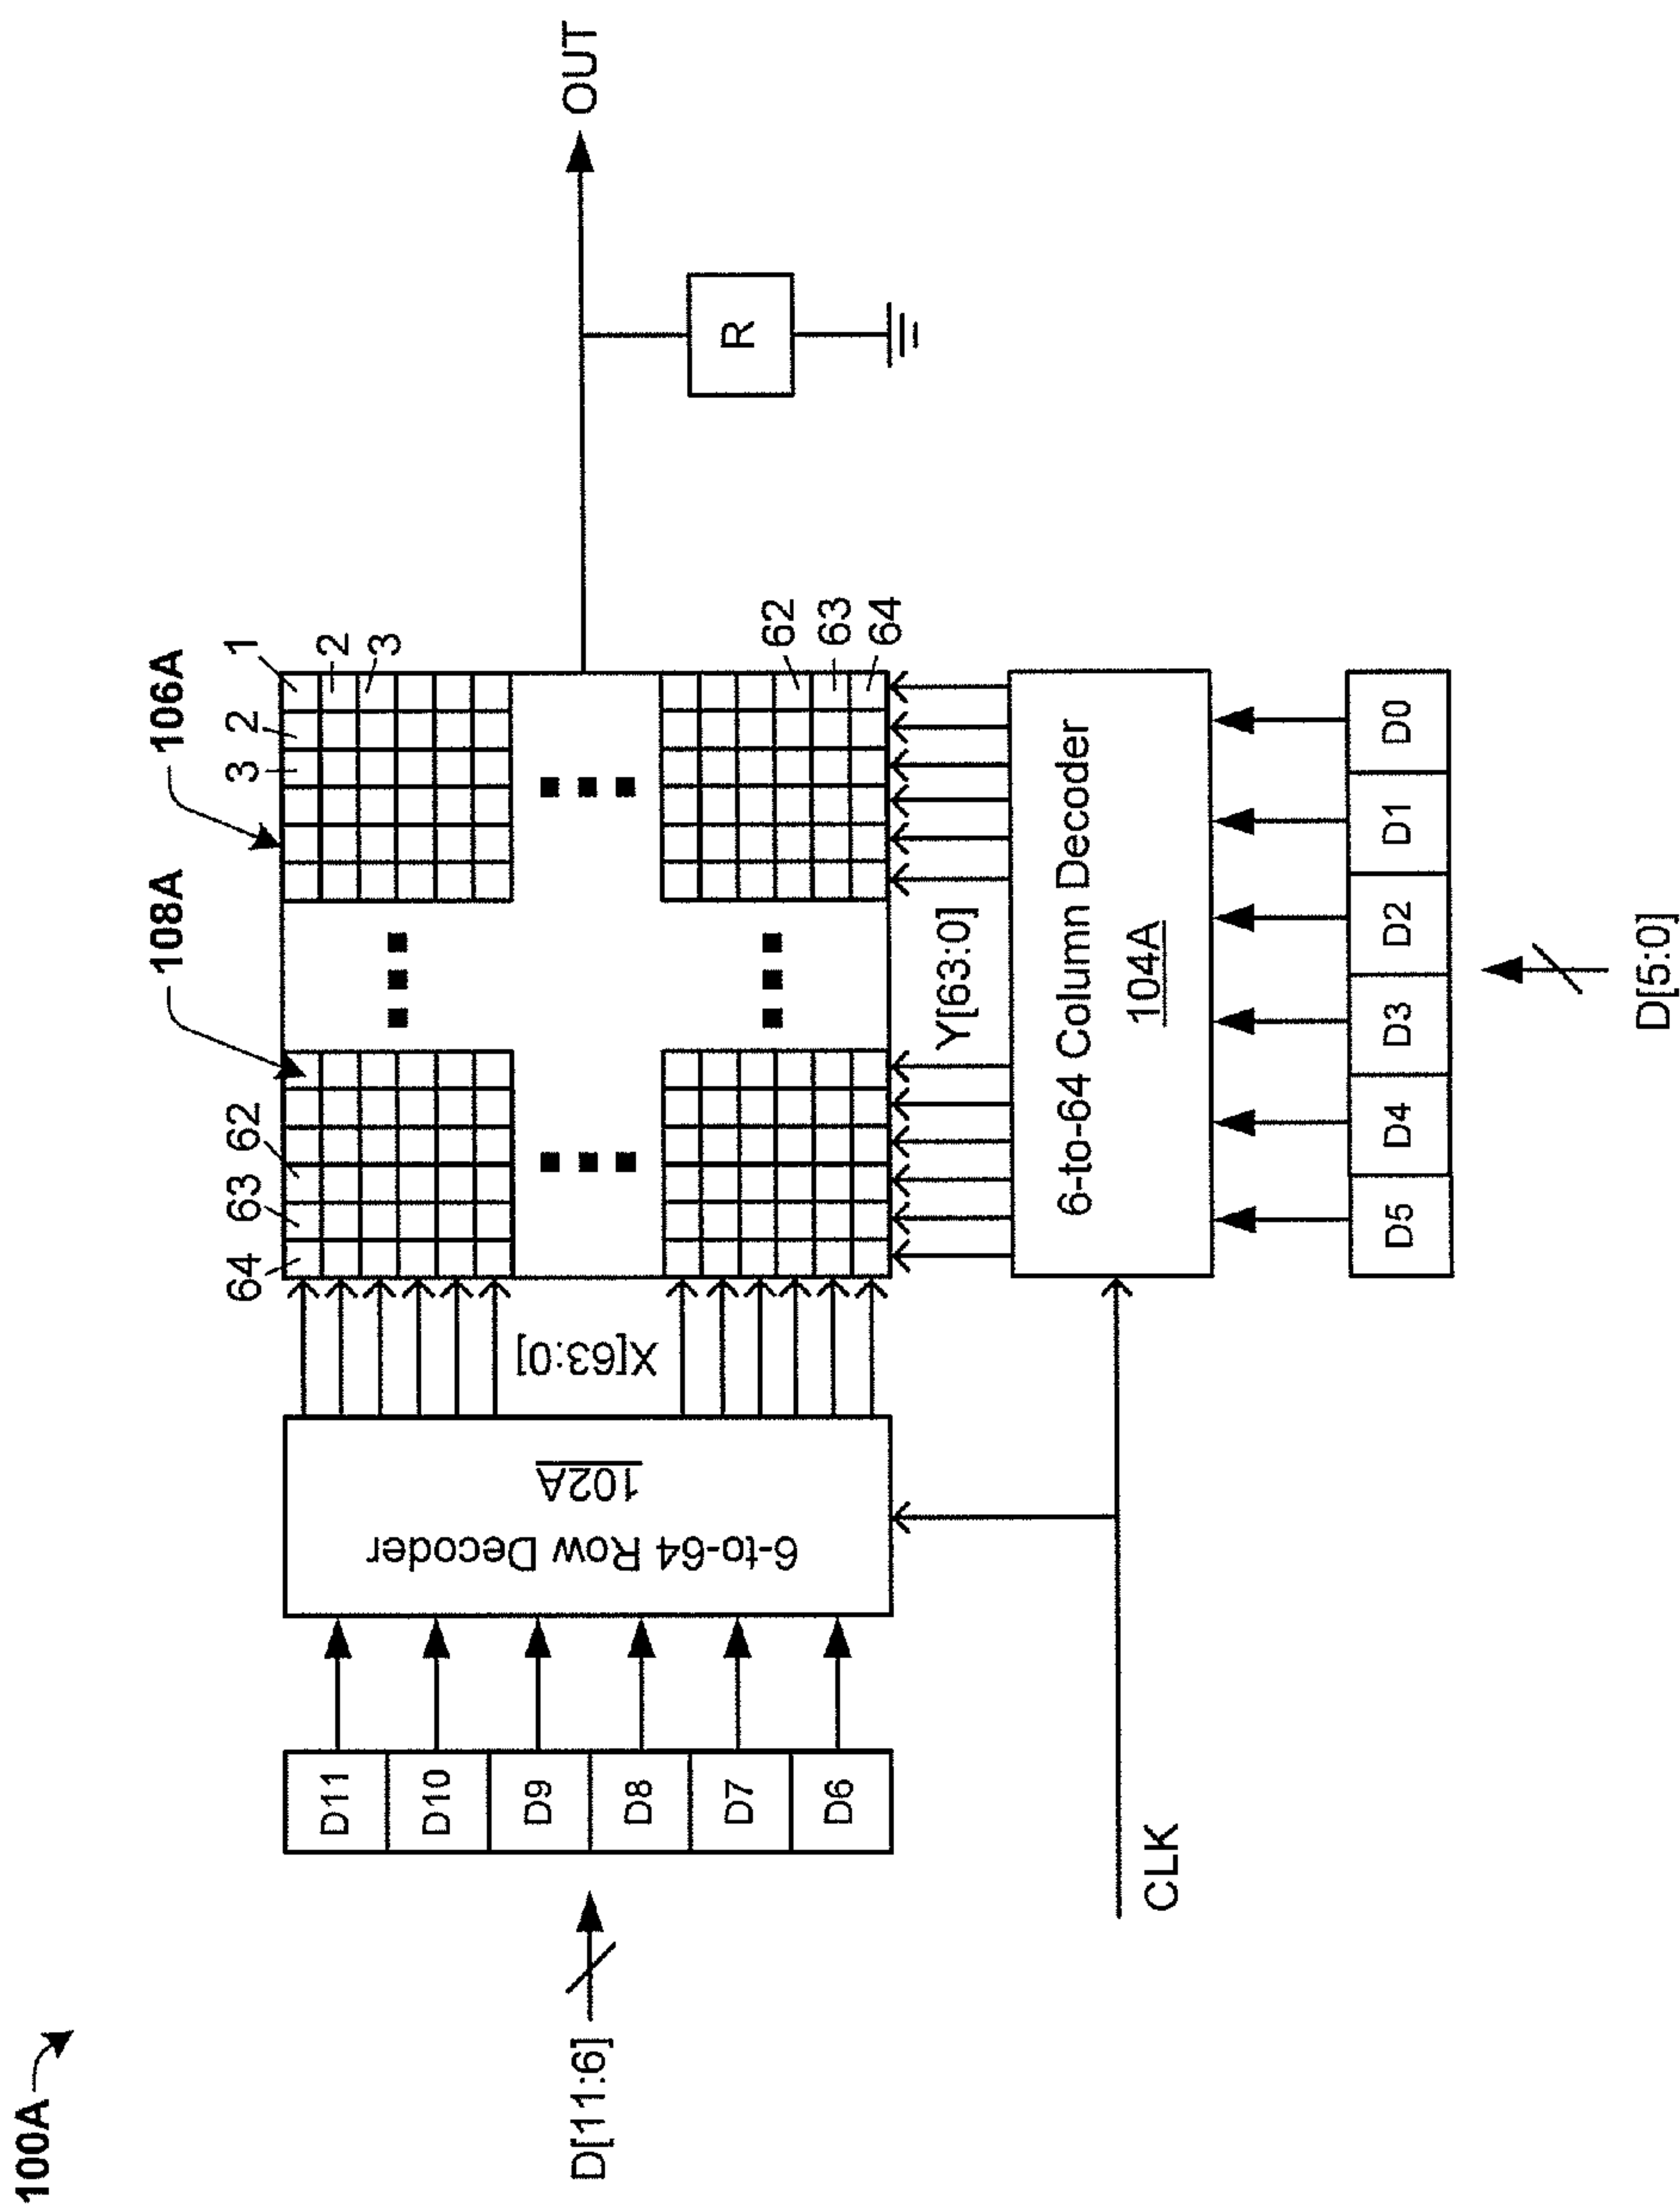 100A
D[11:6]
D11
D10
D9
D8
D7
D6
6-to-64 Row Decoder
102A
X[63:0]
CLK
64
63
62
108A
106A
3
2
1
2
3
62
63
64
Y[63:0]
6-to-64 Column Decoder
104A
D5
D4
D3
D2
D1
D0
D[5:0]
R
OUT